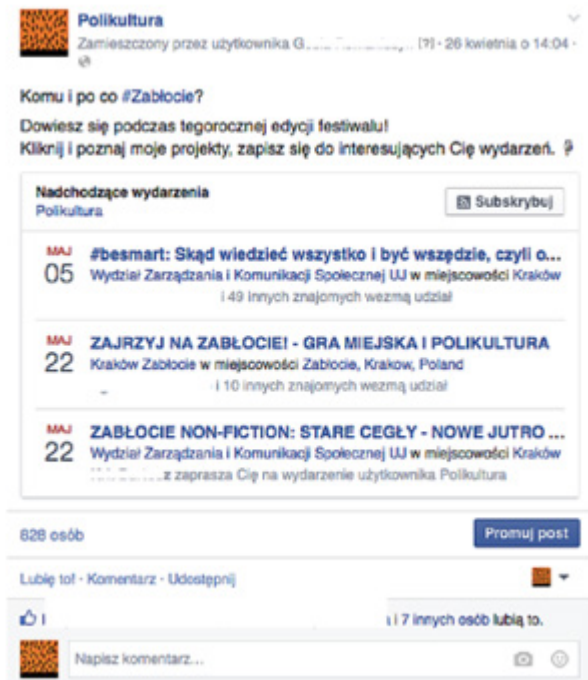 Polikultura
Zamieszczony przez użytkownika G [?] · 26 kwietnia o 14:04 ·
Komu i po co #Zabłocie?
Dowiesz się podczas tegorocznej edycji festiwalu!
Kliknij i poznaj moje projekty, zapisz się do interesujących Cię wydarzeń.
Nadchodzące wydarzenia
Polikultura
Subskrybuj
MAJ
05
#besmart: Skąd wiedzieć wszystko i być wszędzie, czyli o...
Wydział Zarządzania i Komunikacji Społecznej UJ w miejscowości Kraków
i 49 innych znajomych wezmą udział
MAJ
22
ZAJRZYJ NA ZABŁOCIE! - GRA MIEJSKA I POLIKULTURA
Kraków Zabłocie w miejscowości Zabłocie, Krakow, Poland
i 10 innych znajomych wezmą udział
MAJ
22
ZABŁOCIE NON-FICTION: STARE CEGŁY - NOWE JUTRO ...
Wydział Zarządzania i Komunikacji Społecznej UJ w miejscowości Kraków
zaprasza Cię na wydarzenie użytkownika Polikultura
828 osób
Promuj post
Lubię to! · Komentarz · Udostępnij
i 7 innych osób lubią to.
Napisz komentarz...